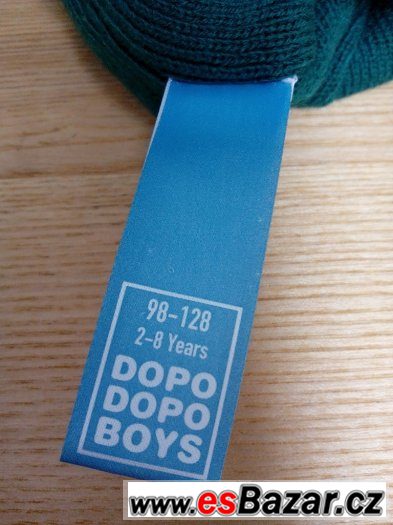 98-128
2-8 Years
DOPO
DOPO
BOYS
www.esBazar.cz